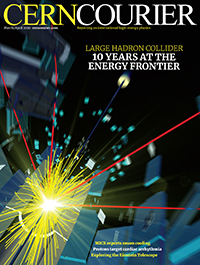 CERNCOURIER
Reporting on international high-energy physics
LARGE HADRON COLLIDER
10 YEARS AT THE
ENERGY FRONTIER
MICE reports muon cooling
Protons target cardiac arrhythmia
Exploring the Einstein Telescope